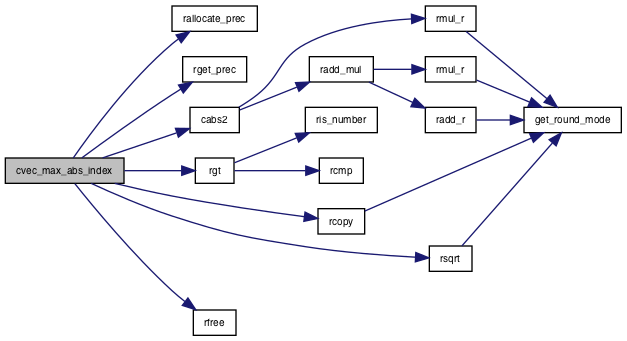 rallocate_prec
rmul_r
rget_prec
radd_mul
rmul_r
cabs2
ris_number
radd_r
get_round_mode
cvec_max_abs_index
rgt
rcmp
rcopy
rsqrt
rfree